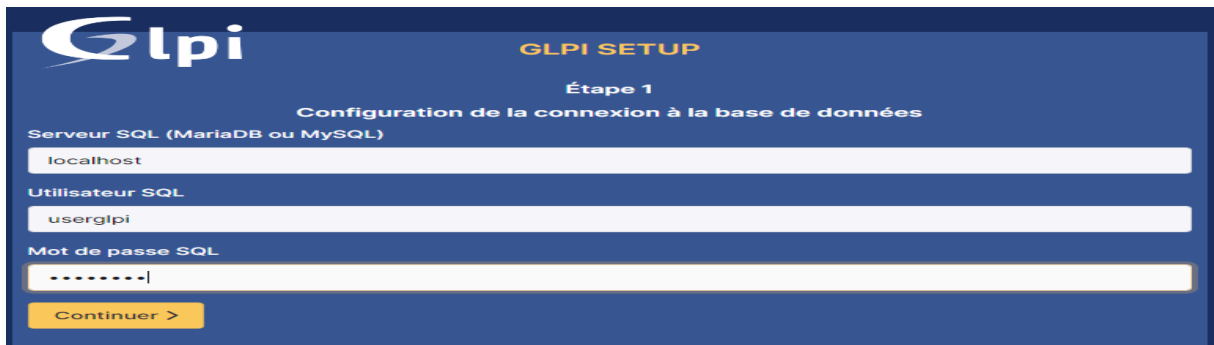 Glpi
GLPI SETUP
Étape 1
Configuration de la connexion à la base de données
Serveur SQL (MariaDB ou MySQL)
localhost
Utilisateur SQL
userglpi
Mot de passe SQL
••••••••
Continuer >